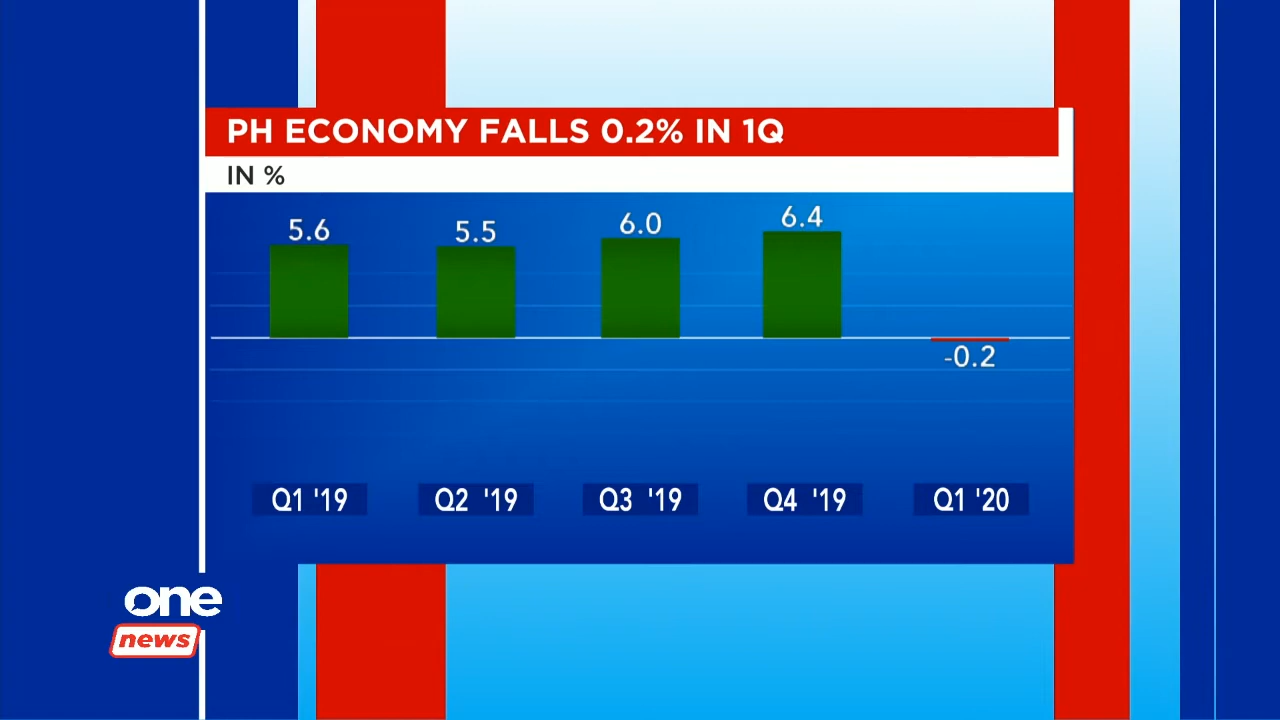 PH ECONOMY FALLS 0.2% IN 1Q
IN %
5.6 5.5 6.0 6.4 -0.2
Q1 '19 Q2 '19 Q3 '19 Q4 '19 Q1 '20
one
news